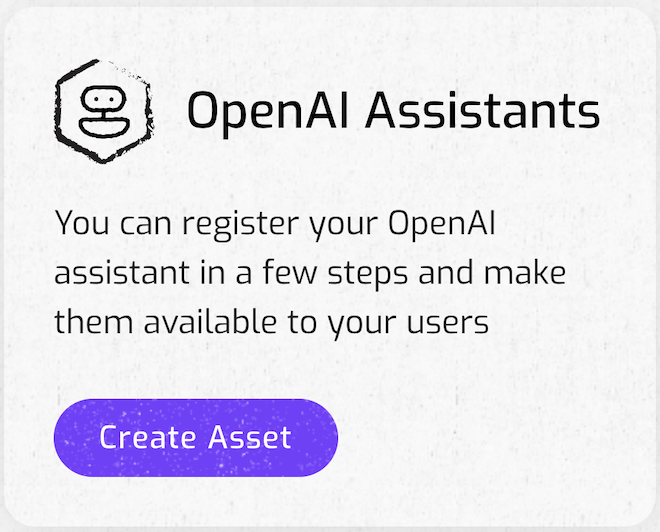 OpenAI Assistants
You can register your OpenAI
assistant in a few steps and make
them available to your users
Create Asset